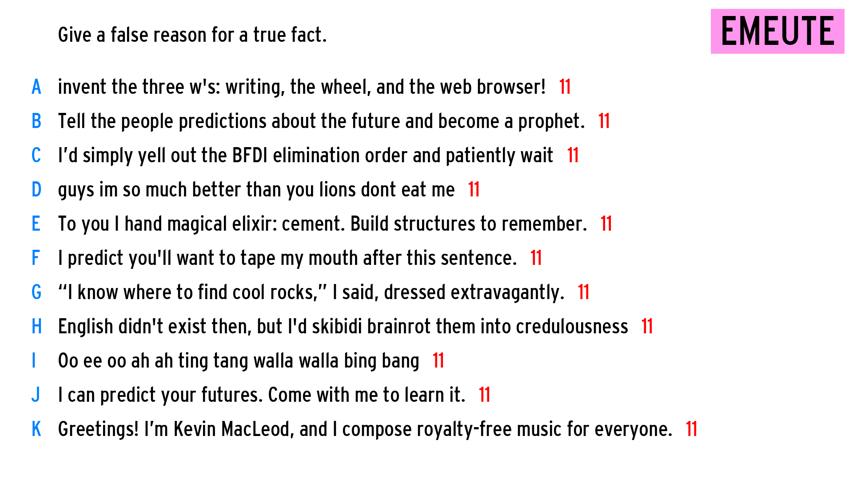 Give a false reason for a true fact.
EMEUTE
A invent the three w's: writing, the wheel, and the web browser! 11
B Tell the people predictions about the future and become a prophet. 11
C I’d simply yell out the BFDI elimination order and patiently wait 11
D guys im so much better than you lions dont eat me 11
E To you I hand magical elixir: cement. Build structures to remember. 11
F I predict you'll want to tape my mouth after this sentence. 11
G “I know where to find cool rocks,” I said, dressed extravagantly. 11
H English didn't exist then, but I'd skibidi brainrot them into credulousness 11
I Oo ee oo ah ah ting tang walla walla bing bang 11
J I can predict your futures. Come with me to learn it. 11
K Greetings! I’m Kevin MacLeod, and I compose royalty-free music for everyone. 11